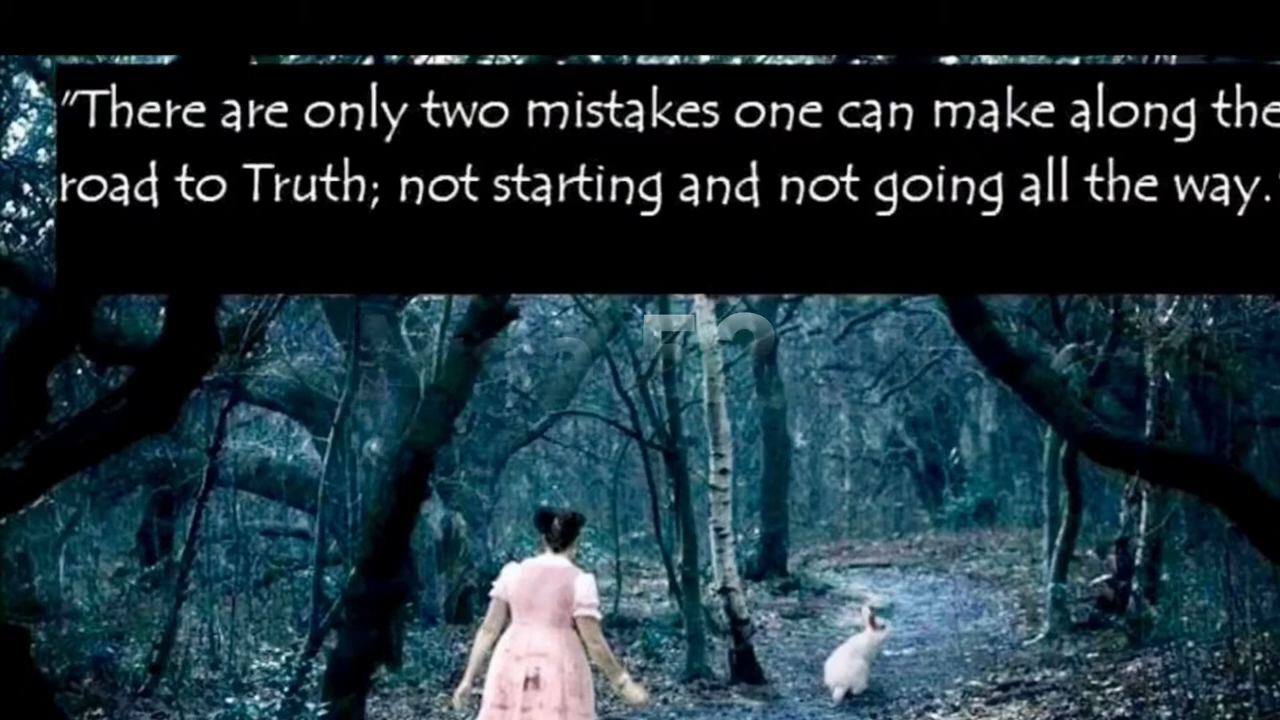 "There are only two mistakes one can make along the
road to Truth; not starting and not going all the way."